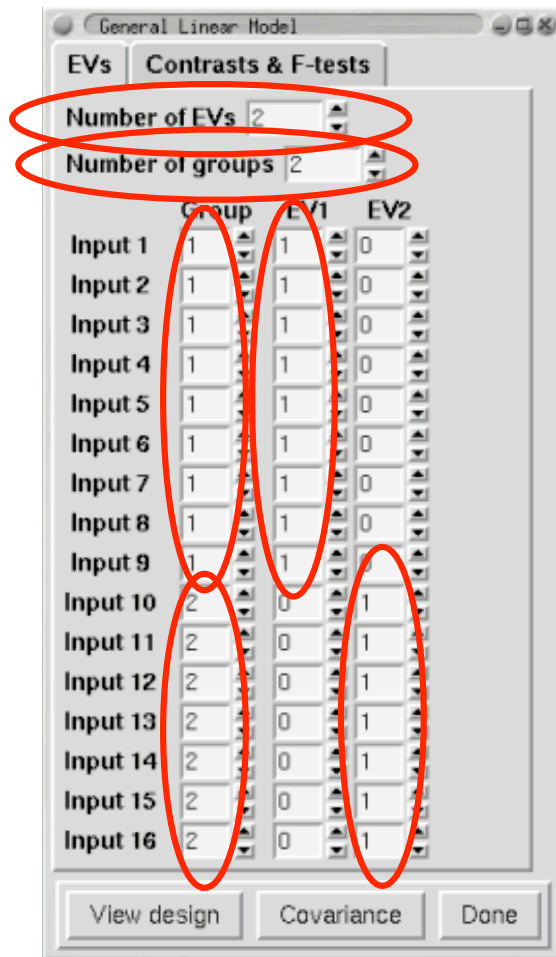 General Linear Model
EVs Contrasts & F-tests
Number of EVs 2
Number of groups 2
Group EV1 EV2
Input 1 1 1 0
Input 2 1 1 0
Input 3 1 1 0
Input 4 1 1 0
Input 5 1 1 0
Input 6 1 1 0
Input 7 1 1 0
Input 8 1 1 0
Input 9 1 1 0
Input 10 2 0 1
Input 11 2 0 1
Input 12 2 0 1
Input 13 2 0 1
Input 14 2 0 1
Input 15 2 0 1
Input 16 2 0 1
View design Covariance Done